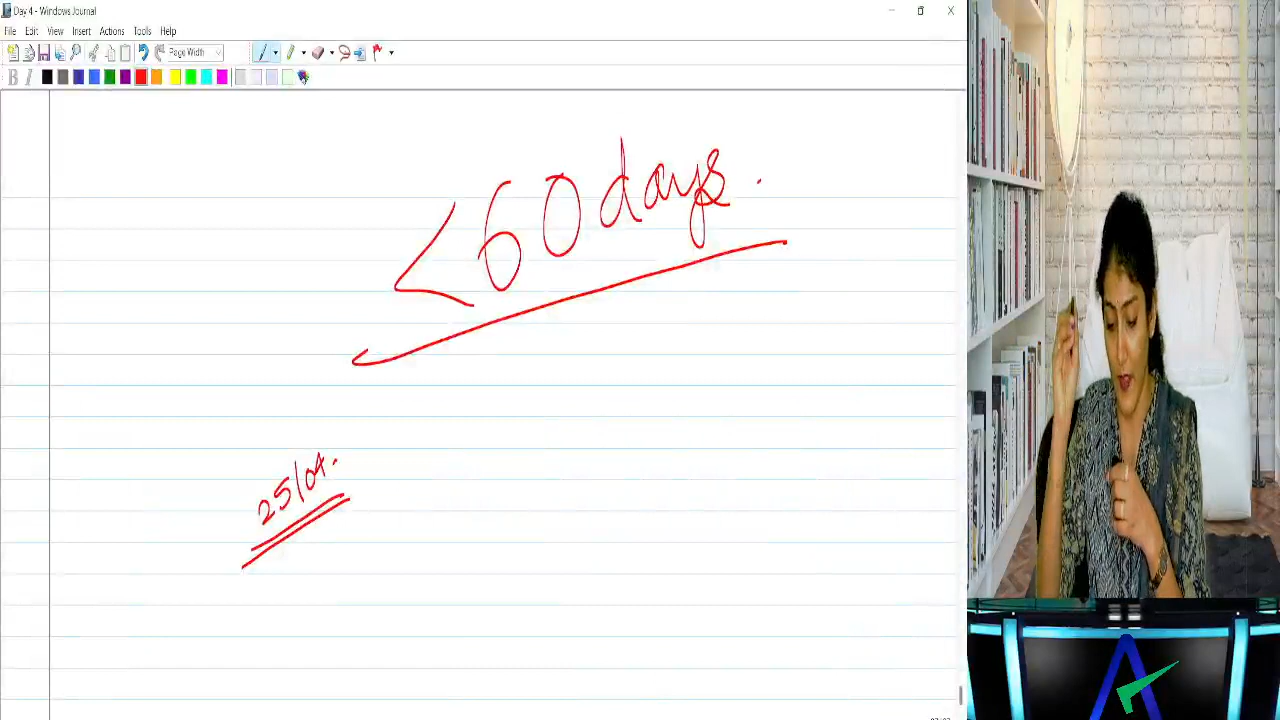 Day 4 - Windows Journal
File Edit View Insert Actions Tools Help
Page Width
B I
<60 days.
25/04.